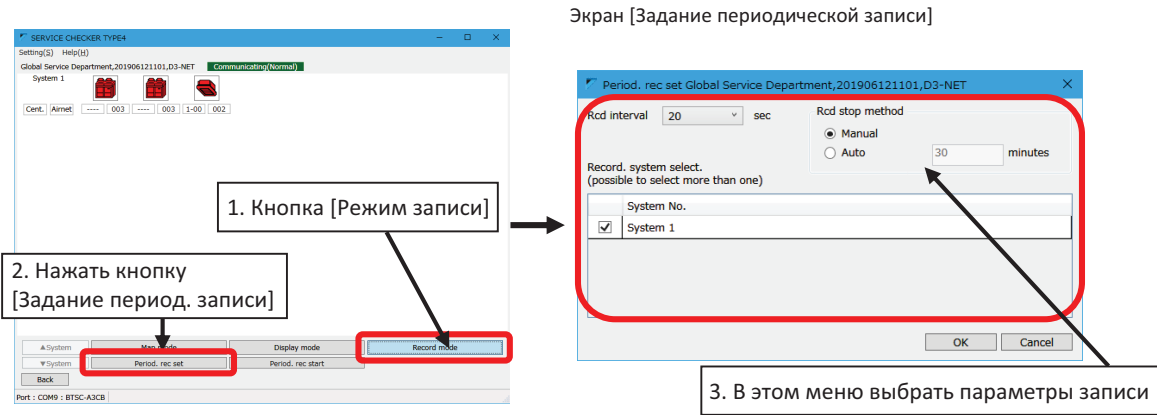 Экран [Задание периодической записи]
SERVICE CHECKER TYPE4
Setting(S) Help(H)
Global Service Department,201906121101,D3-NET Communicating(Normal)
System 1
Cent. Airnet ---- 003 ---- 003 1-00 002
1. Кнопка [Режим записи]
2. Нажать кнопку
[Задание период. записи]
▲System Map mode Display mode Record mode
▼System Period. rec set Period. rec start
Back
Port : COM9 : BTSC-A3CB
Period. rec set Global Service Department,201906121101,D3-NET
Rcd interval 20 sec
Rcd stop method
Manual
Auto 30 minutes
Record. system select.
(possible to select more than one)
System No.
System 1
OK Cancel
3. В этом меню выбрать параметры записи